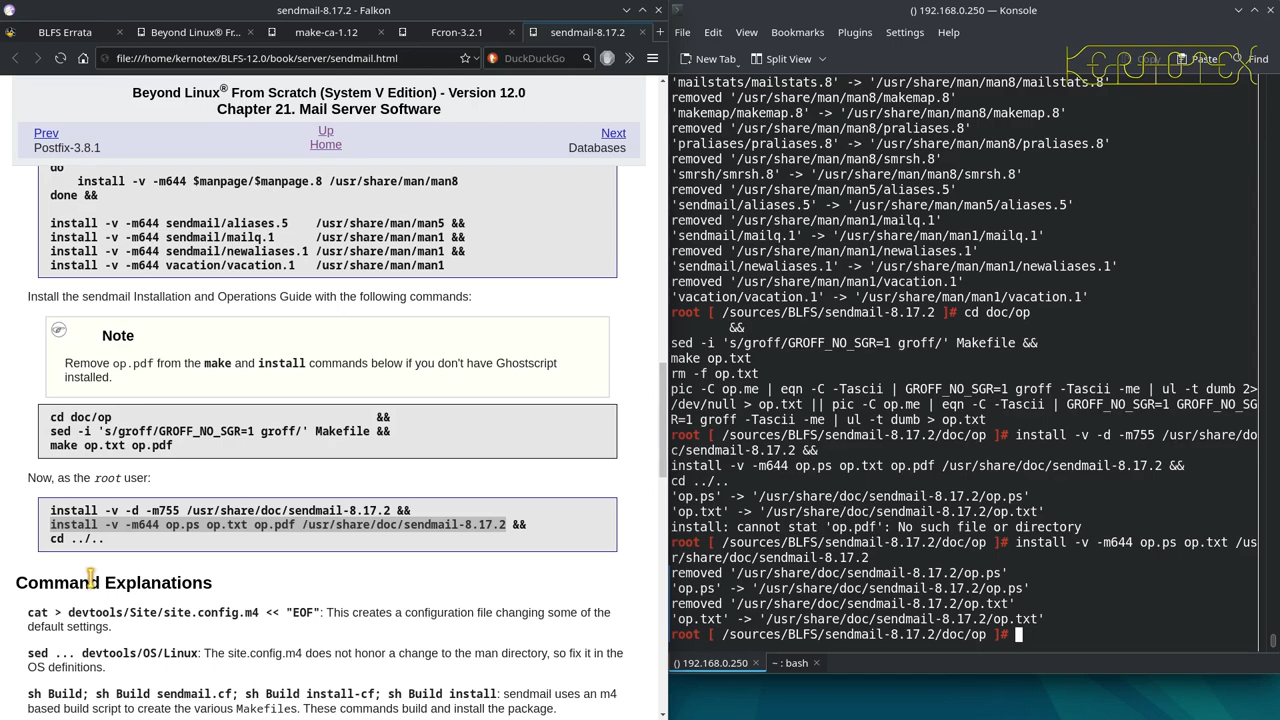 sendmail-8.17.2 - Falkon
BLFS Errata
Beyond Linux® Fr...
make-ca-1.12
Fcron-3.2.1
sendmail-8.17.2
file:///home/kernotex/BLFS-12.0/book/server/sendmail.html
DuckDuckGo
Beyond Linux® From Scratch (System V Edition) - Version 12.0
Chapter 21. Mail Server Software
Prev
Up
Next
Postfix-3.8.1
Home
Databases
do
install -v -m644 $manpage/$manpage.8 /usr/share/man/man8
done &&
install -v -m644 sendmail/aliases.5 /usr/share/man/man5 &&
install -v -m644 sendmail/mailq.1 /usr/share/man/man1 &&
install -v -m644 sendmail/newaliases.1 /usr/share/man/man1 &&
install -v -m644 vacation/vacation.1 /usr/share/man/man1
Install the sendmail Installation and Operations Guide with the following commands:
Note
Remove op.pdf from the make and install commands below if you don't have Ghostscript
installed.
cd doc/op &&
sed -i 's/groff/GROFF_NO_SGR=1 groff/' Makefile &&
make op.txt op.pdf
Now, as the root user:
install -v -d -m755 /usr/share/doc/sendmail-8.17.2 &&
install -v -m644 op.ps op.txt op.pdf /usr/share/doc/sendmail-8.17.2 &&
cd ../..
Command Explanations
cat > devtools/Site/site.config.m4 << "EOF": This creates a configuration file changing some of the
default settings.
sed ... devtools/OS/Linux: The site.config.m4 does not honor a change to the man directory, so fix it in the
OS definitions.
sh Build; sh Build sendmail.cf; sh Build install-cf; sh Build install: sendmail uses an m4
based build script to create the various Makefiles. These commands build and install the package.
() 192.168.0.250 — Konsole
File Edit View Bookmarks Plugins Settings Help
New Tab
Split View
Copy
Paste
Find
KernoteX
'mailstats/mailstats.8' -> '/usr/share/man/man8/mailstats.8'
removed '/usr/share/man/man8/makemap.8'
'makemap/makemap.8' -> '/usr/share/man/man8/makemap.8'
removed '/usr/share/man/man8/praliases.8'
'praliases/praliases.8' -> '/usr/share/man/man8/praliases.8'
removed '/usr/share/man/man8/smrsh.8'
'smrsh/smrsh.8' -> '/usr/share/man/man8/smrsh.8'
removed '/usr/share/man/man5/aliases.5'
'sendmail/aliases.5' -> '/usr/share/man/man5/aliases.5'
removed '/usr/share/man/man1/mailq.1'
'sendmail/mailq.1' -> '/usr/share/man/man1/mailq.1'
removed '/usr/share/man/man1/newaliases.1'
'sendmail/newaliases.1' -> '/usr/share/man/man1/newaliases.1'
removed '/usr/share/man/man1/vacation.1'
'vacation/vacation.1' -> '/usr/share/man/man1/vacation.1'
root [ /sources/BLFS/sendmail-8.17.2 ]# cd doc/op
&&
sed -i 's/groff/GROFF_NO_SGR=1 groff/' Makefile &&
make op.txt
rm -f op.txt
pic -C op.me | eqn -C -Tascii | GROFF_NO_SGR=1 groff -Tascii -me | ul -t dumb 2>
/dev/null > op.txt || pic -C op.me | eqn -C -Tascii | GROFF_NO_SGR=1 GROFF_NO_SG
R=1 groff -Tascii -me | ul -t dumb > op.txt
root [ /sources/BLFS/sendmail-8.17.2/doc/op ]# install -v -d -m755 /usr/share/do
c/sendmail-8.17.2 &&
install -v -m644 op.ps op.txt op.pdf /usr/share/doc/sendmail-8.17.2 &&
cd ../..
'op.ps' -> '/usr/share/doc/sendmail-8.17.2/op.ps'
'op.txt' -> '/usr/share/doc/sendmail-8.17.2/op.txt'
install: cannot stat 'op.pdf': No such file or directory
root [ /sources/BLFS/sendmail-8.17.2/doc/op ]# install -v -m644 op.ps op.txt /us
r/share/doc/sendmail-8.17.2
removed '/usr/share/doc/sendmail-8.17.2/op.ps'
'op.ps' -> '/usr/share/doc/sendmail-8.17.2/op.ps'
removed '/usr/share/doc/sendmail-8.17.2/op.txt'
'op.txt' -> '/usr/share/doc/sendmail-8.17.2/op.txt'
root [ /sources/BLFS/sendmail-8.17.2/doc/op ]#
() 192.168.0.250
~ : bash